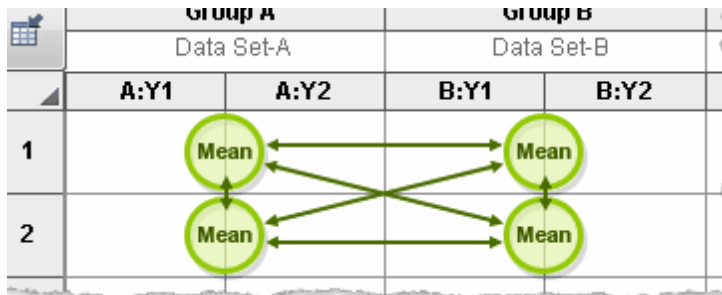 Group A Group B
Data Set-A Data Set-B
A:Y1 A:Y2 B:Y1 B:Y2
1 Mean Mean
2 Mean Mean